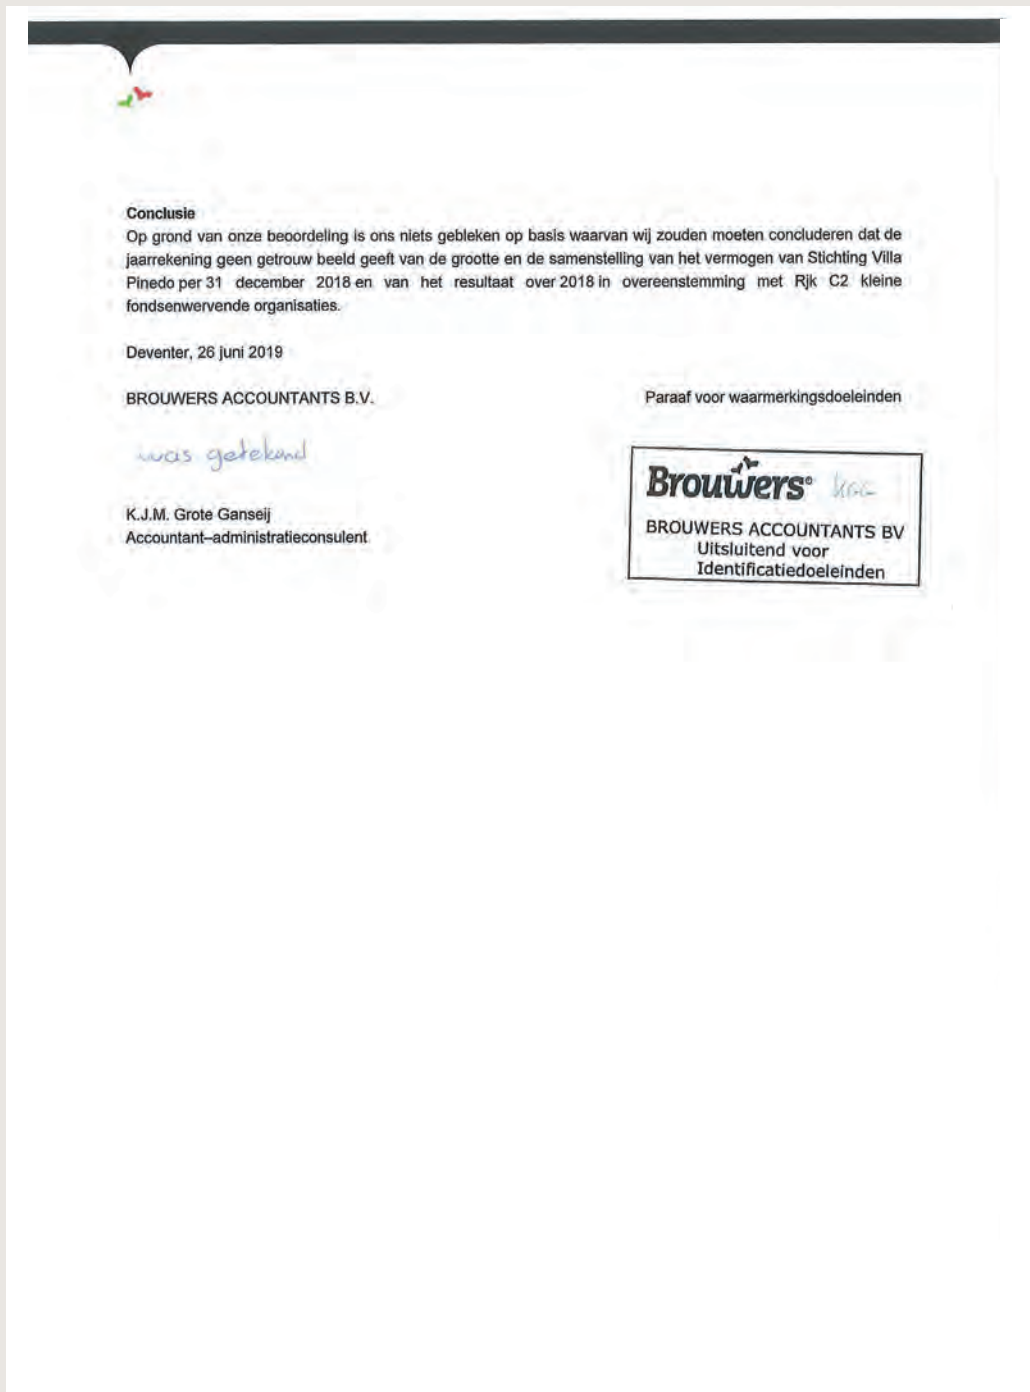 Conclusie
Op grond van onze beoordeling is ons niets gebleken op basis waarvan wij zouden moeten concluderen dat de
jaarrekening geen getrouw beeld geeft van de grootte en de samenstelling van het vermogen van Stichting Villa
Pinedo per 31 december 2018 en van het resultaat over 2018 in overeenstemming met Rjk C2 kleine
fondsenwervende organisaties.
Deventer, 26 juni 2019
BROUWERS ACCOUNTANTS B.V.
Paraaf voor waarmerkingsdoeleinden
was getekend
K.J.M. Grote Ganseij
Accountant–administratieconsulent
Brouwers®
BROUWERS ACCOUNTANTS BV
Uitsluitend voor
Identificatiedoeleinden